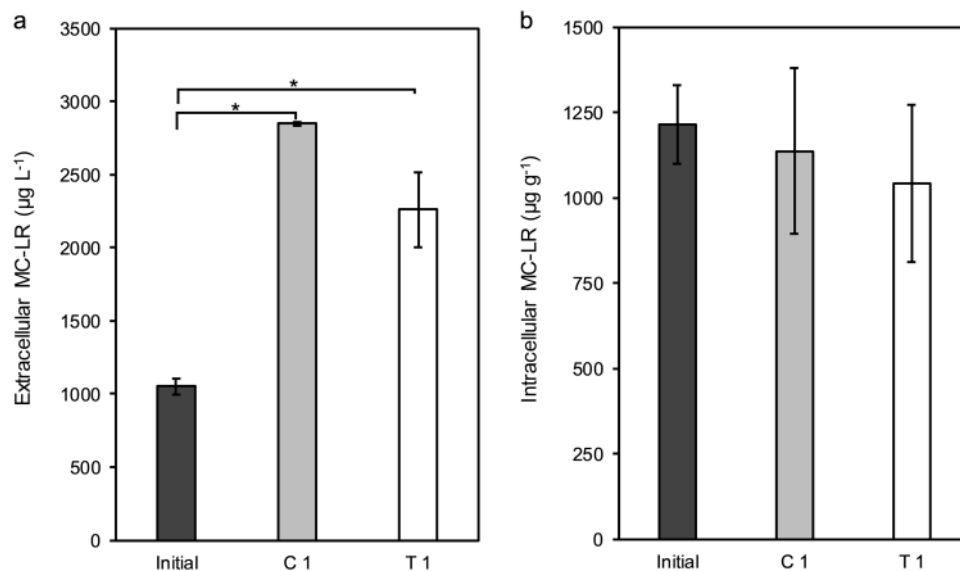 a
Extracellular MC-LR (µg L⁻¹)
3500
3000
2500
2000
1500
1000
500
0
*
*
Initial C 1 T 1
b
Intracellular MC-LR (µg g⁻¹)
1500
1250
1000
750
500
250
0
Initial C 1 T 1